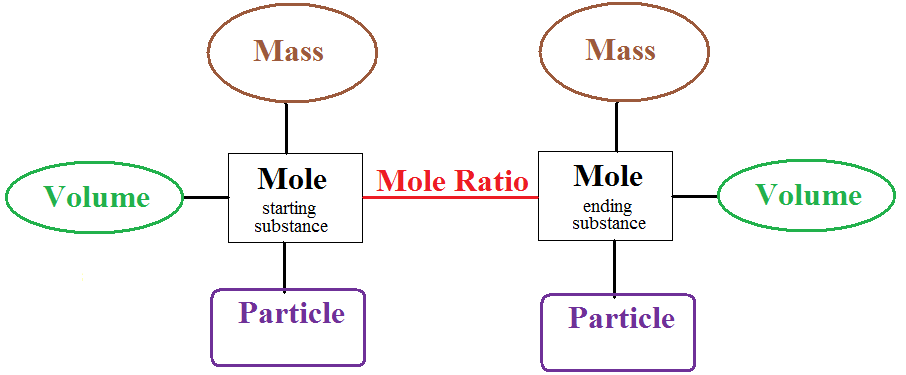 Mass
Mass
Mole
starting
substance
Mole Ratio
Mole
ending
substance
Volume
Volume
Particle
Particle